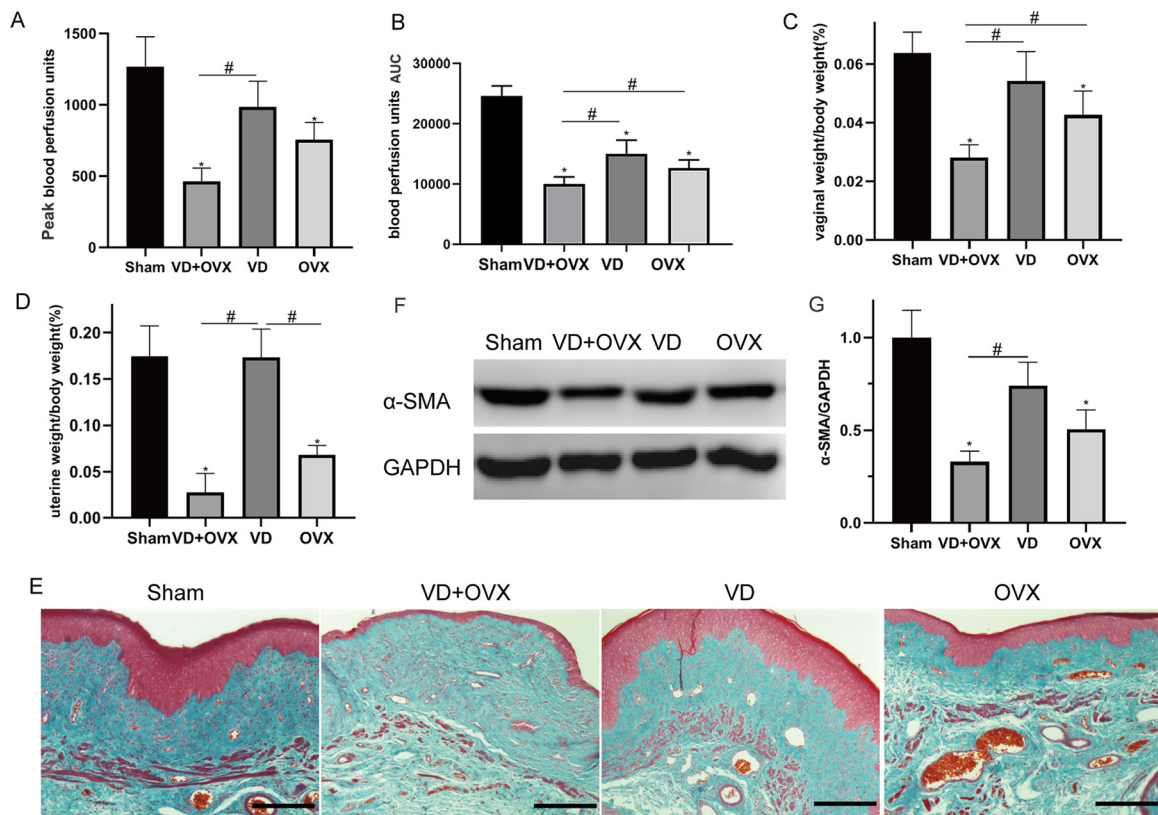 A
Peak blood perfusion units
1500
1000
500
0
#
*
*
Sham VD+OVX VD OVX
B
blood perfusion units AUC
30000
20000
10000
0
#
#
*
*
*
Sham VD+OVX VD OVX
C
vaginal weight/body weight(%)
0.06
0.04
0.02
0.00
#
#
*
*
Sham VD+OVX VD OVX
D
uterine weight/body weight(%)
0.20
0.15
0.10
0.05
0.00
# #
*
*
Sham VD+OVX VD OVX
F
Sham VD+OVX VD OVX
α-SMA
GAPDH
G
α-SMA/GAPDH
1.0
0.5
0.0
#
*
*
Sham VD+OVX VD OVX
E
Sham VD+OVX VD OVX